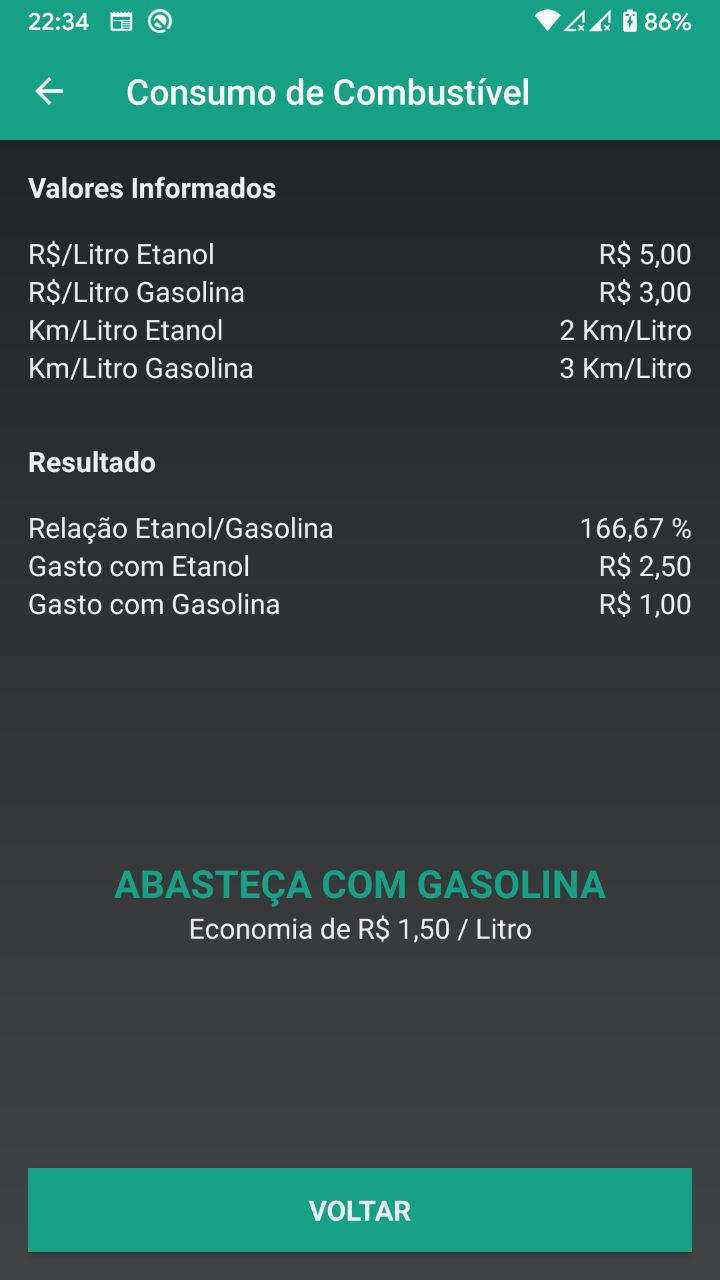 22:34 86%
Consumo de Combustível
Valores Informados
R$/Litro Etanol R$ 5,00
R$/Litro Gasolina R$ 3,00
Km/Litro Etanol 2 Km/Litro
Km/Litro Gasolina 3 Km/Litro
Resultado
Relação Etanol/Gasolina 166,67 %
Gasto com Etanol R$ 2,50
Gasto com Gasolina R$ 1,00
ABASTEÇA COM GASOLINA
Economia de R$ 1,50 / Litro
VOLTAR